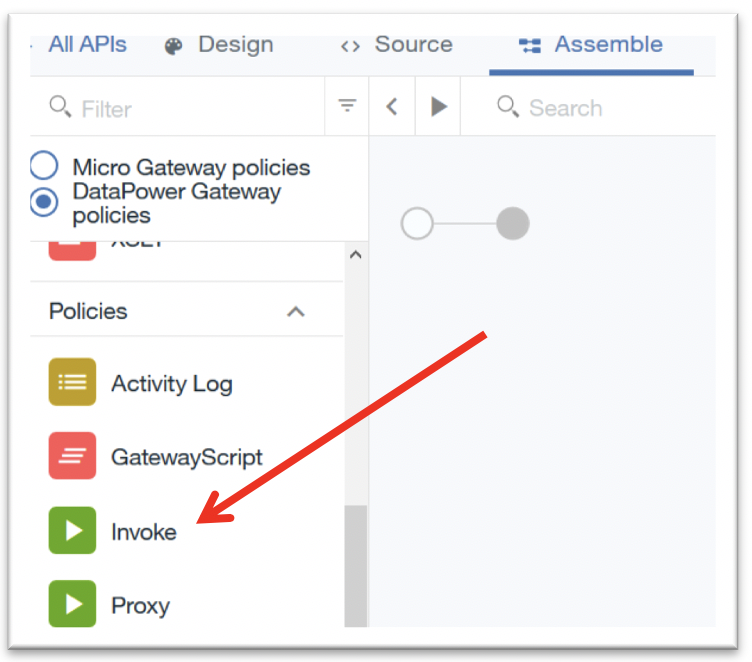 All APIs Design Source Assemble
Filter Search
Micro Gateway policies
DataPower Gateway
policies
Policies
Activity Log
GatewayScript
Invoke
Proxy